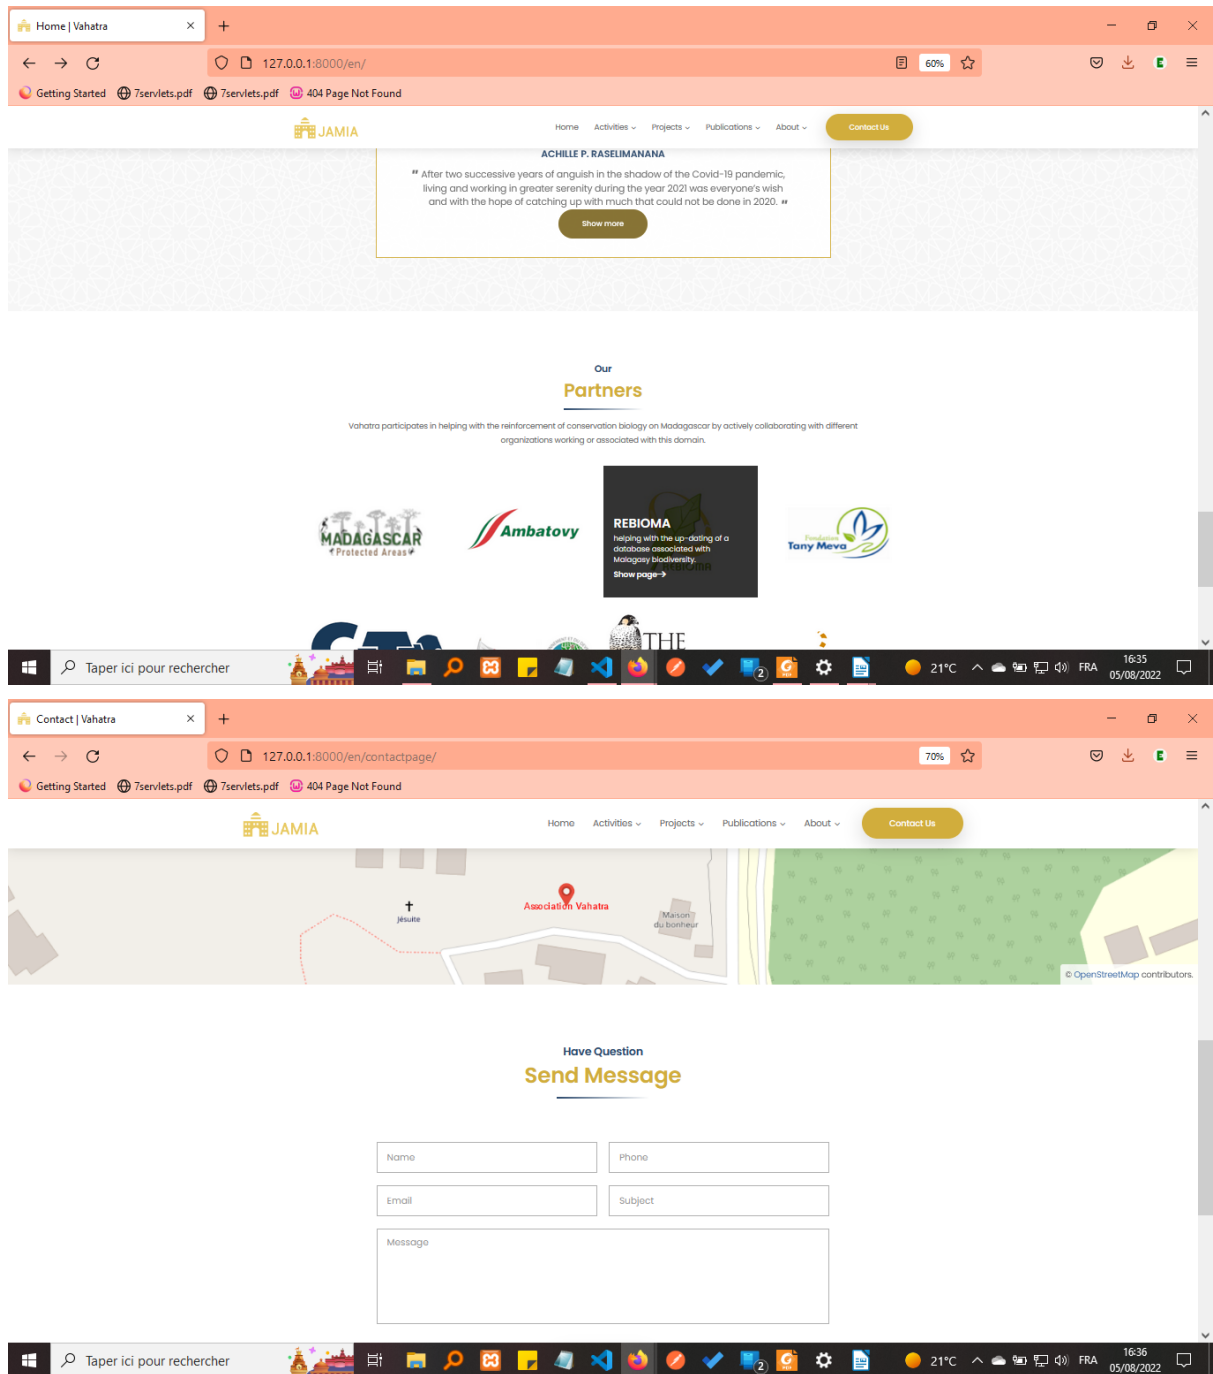 Home | Vahatra
127.0.0.1:8000/en/
60%
Getting Started 7servlets.pdf 7servlets.pdf 404 Page Not Found
JAMIA
Home Activities Projects Publications About Contact Us
ACHILLE P. RASELIMANANA
" After two successive years of anguish in the shadow of the Covid-19 pandemic,
living and working in greater serenity during the year 2021 was everyone's wish
and with the hope of catching up with much that could not be done in 2020. "
Show more
Our
Partners
Vahatra participates in helping with the reinforcement of conservation biology on Madagascar by actively collaborating with different
organizations working or associated with this domain.
MADAGASCAR
Protected Areas
Ambatovy
REBIOMA
helping with the up-dating of a
database associated with
Malagasy biodiversity.
Show page→
REBIOMA
Fondation
Tany Meva
THE
Taper ici pour rechercher
2
21°C
FRA
16:35
05/08/2022
Contact | Vahatra
127.0.0.1:8000/en/contactpage/
70%
Getting Started 7servlets.pdf 7servlets.pdf 404 Page Not Found
JAMIA
Home Activities Projects Publications About Contact Us
Jésuite
Association Vahatra
Maison
du bonheur
© OpenStreetMap contributors.
Have Question
Send Message
Name
Phone
Email
Subject
Message
Taper ici pour rechercher
2
21°C
FRA
16:36
05/08/2022